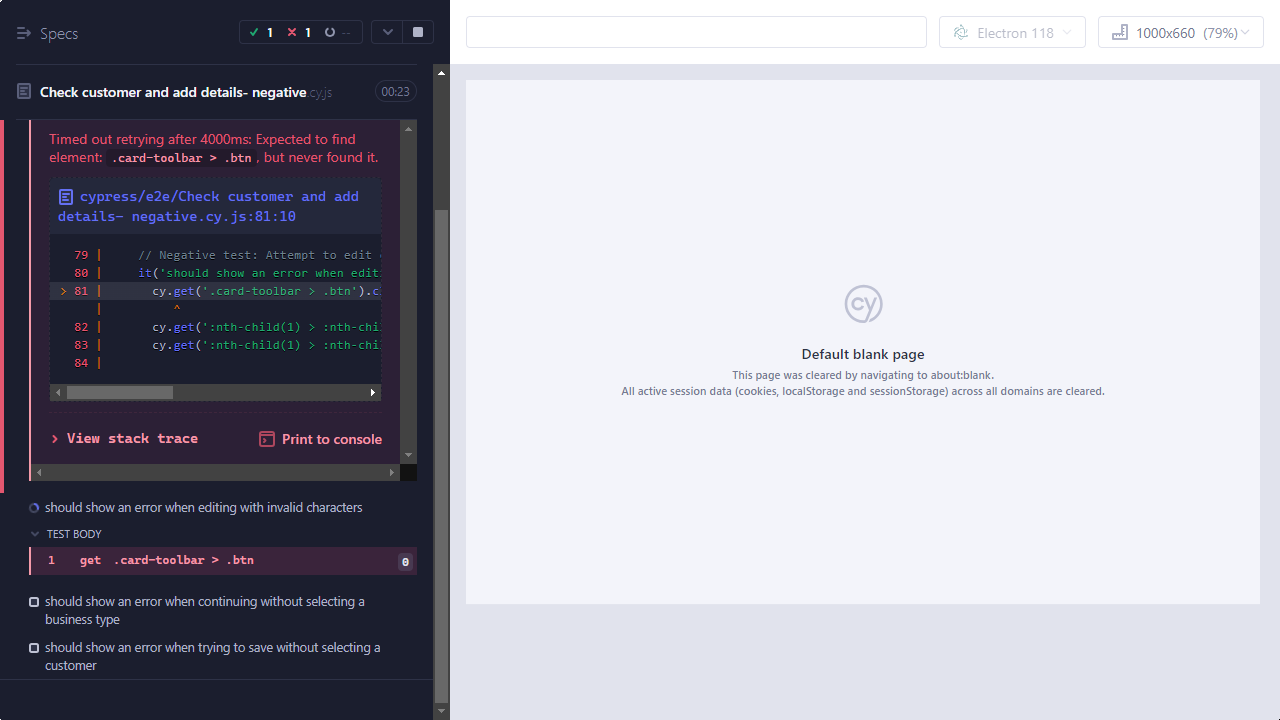 Specs
1 1 --
Electron 118
1000x660 (79%)
Check customer and add details- negative.cy.js
00:23
Timed out retrying after 4000ms: Expected to find
element: .card-toolbar > .btn, but never found it.
cypress/e2e/Check customer and add
details- negative.cy.js:81:10
79 | // Negative test: Attempt to edit
80 | it('should show an error when editi
> 81 | cy.get('.card-toolbar > .btn').c
| ^
82 | cy.get(':nth-child(1) > :nth-chi
83 | cy.get(':nth-child(1) > :nth-chi
84 |
View stack trace
Print to console
should show an error when editing with invalid characters
TEST BODY
1 get .card-toolbar > .btn 0
should show an error when continuing without selecting a
business type
should show an error when trying to save without selecting a
customer
cy
Default blank page
This page was cleared by navigating to about:blank.
All active session data (cookies, localStorage and sessionStorage) across all domains are cleared.